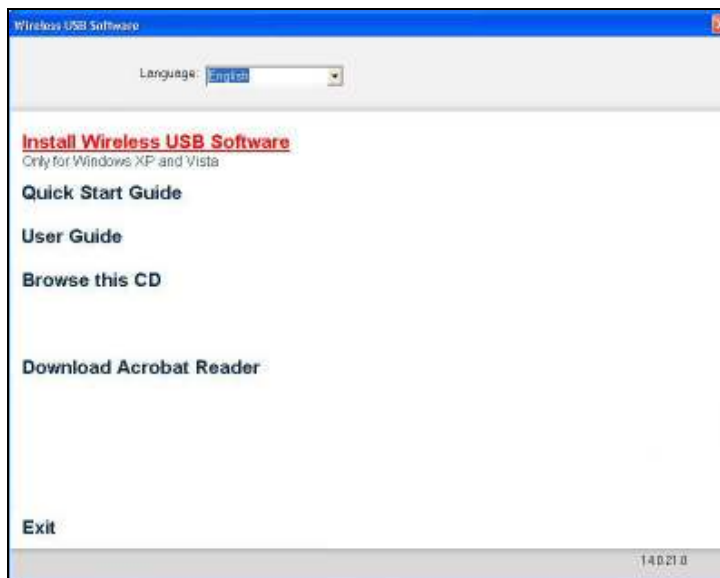 Wireless USB Software
Language: English
Install Wireless USB Software
Only for Windows XP and Vista
Quick Start Guide
User Guide
Browse this CD
Download Acrobat Reader
Exit
1.4.0.21.0